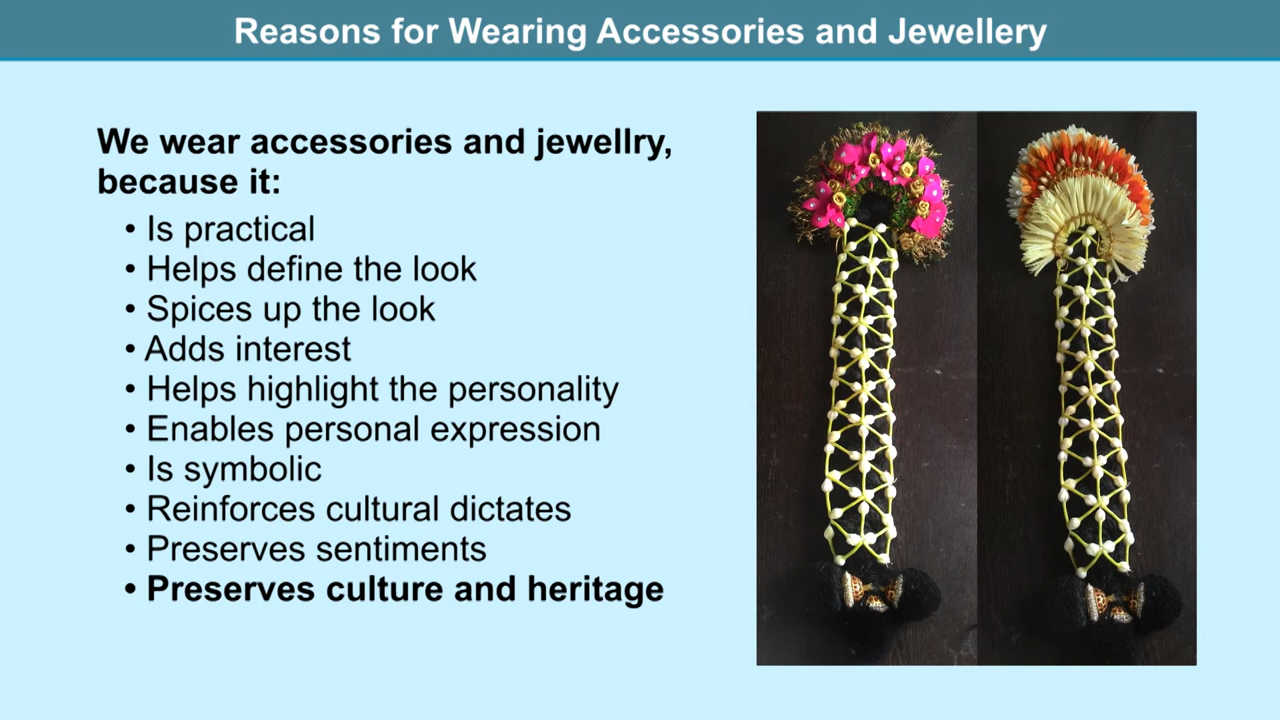 Reasons for Wearing Accessories and Jewellery
We wear accessories and jewellry,
because it:
• Is practical
• Helps define the look
• Spices up the look
• Adds interest
• Helps highlight the personality
• Enables personal expression
• Is symbolic
• Reinforces cultural dictates
• Preserves sentiments
• Preserves culture and heritage